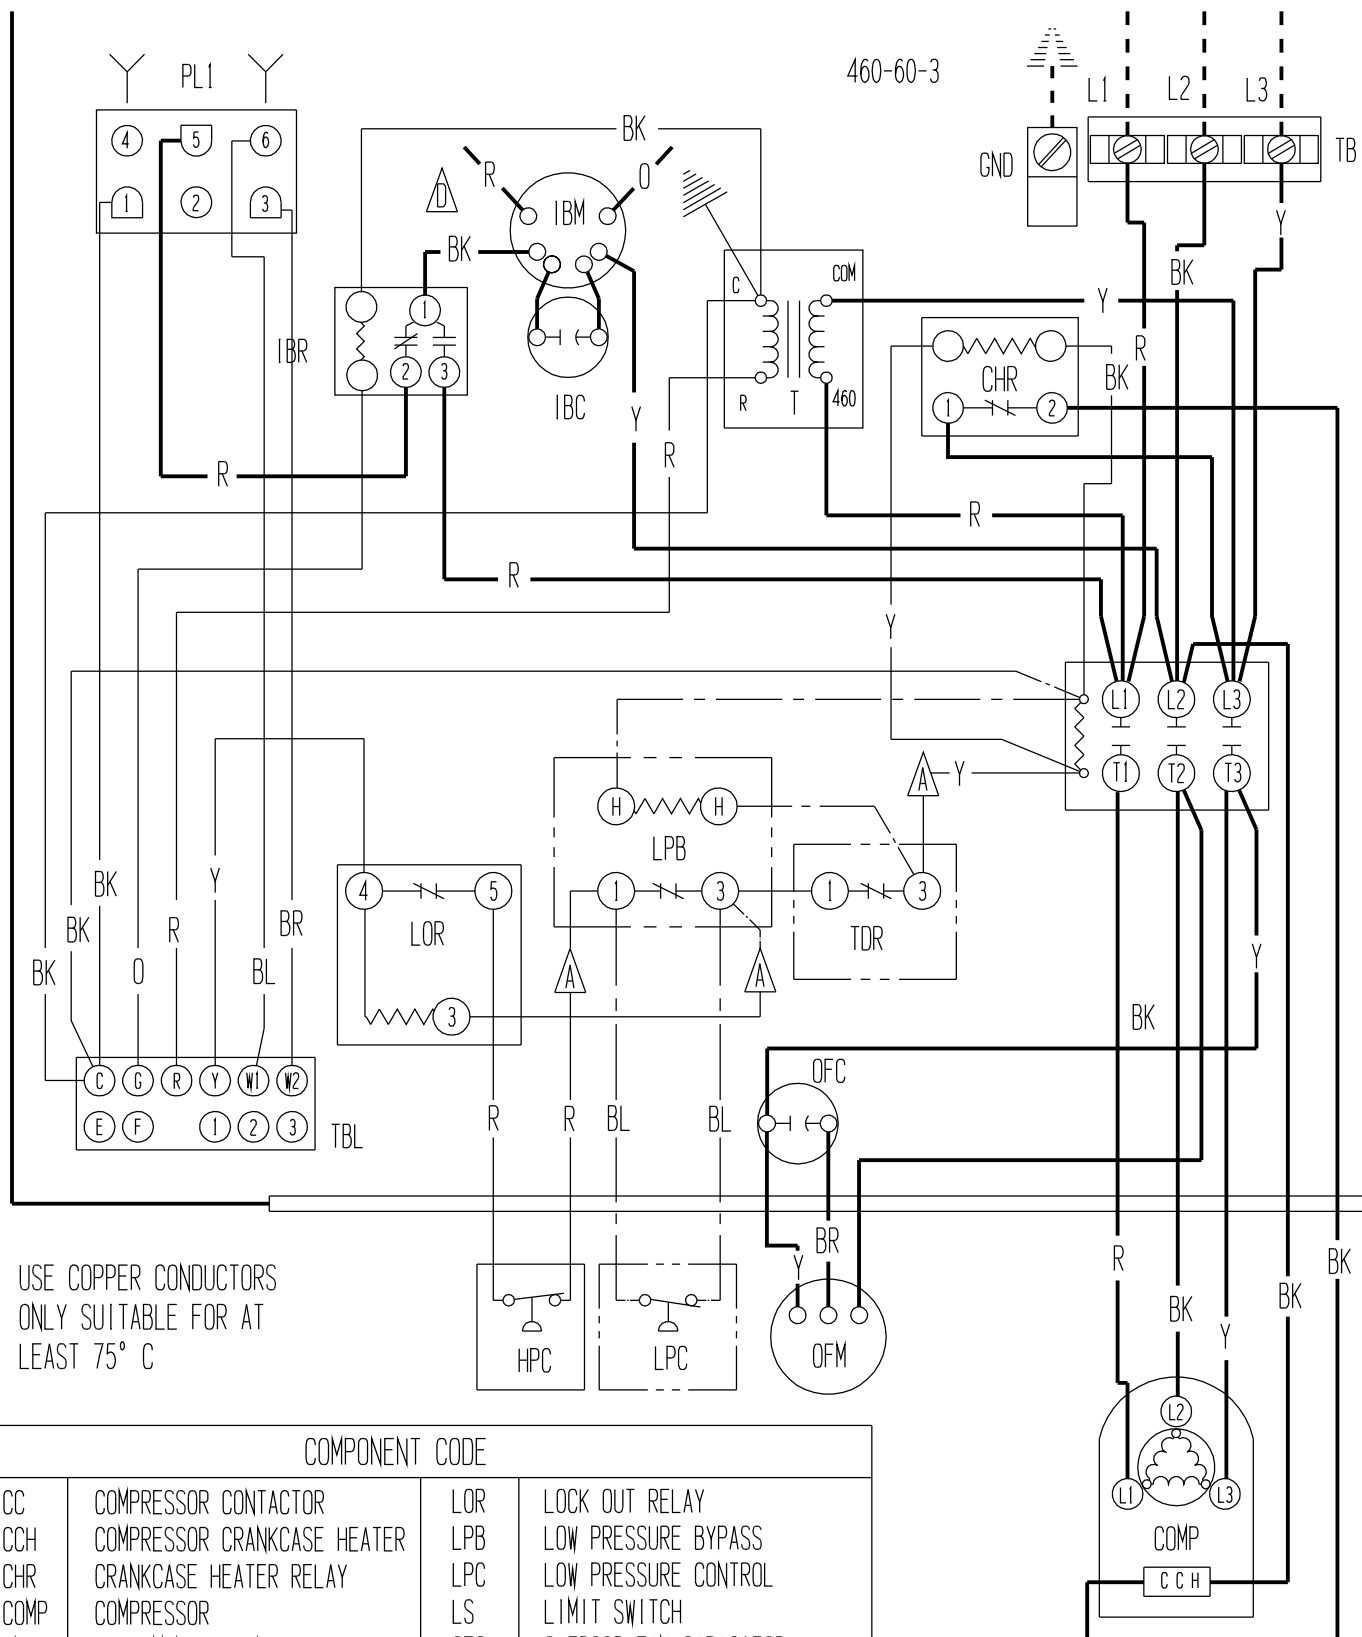 PL1
460-60-3
L1 L2 L3
4 5 6
1 2 3
BK
R O
IBM
D
GND
TB
Y
BK
BK
C COM
1
Y
IBR
2 3
IBC
R T 460
CHR
1 2
R
BK
Y
R
R
R
R
Y
L1 L2 L3
T1 T2 T3
A Y
H H
LPB
Y
4 5
LOR
3
1 3
1 3
TDR
A A
BK
BK
BK
O
R
BL
BR
Y
BK
C G R Y W1 W2
E F 1 2 3
TBL
OFC
R R BL BL
BR
Y
R
BK
BK
BK
Y
USE COPPER CONDUCTORS
ONLY SUITABLE FOR AT
LEAST 75° C
HPC
LPC
OFM
L2
L1 L3
COMP
CCH
COMPONENT CODE
CC COMPRESSOR CONTACTOR LOR LOCK OUT RELAY
CCH COMPRESSOR CRANKCASE HEATER LPB LOW PRESSURE BYPASS
CHR CRANKCASE HEATER RELAY LPC LOW PRESSURE CONTROL
COMP COMPRESSOR LS LIMIT SWITCH